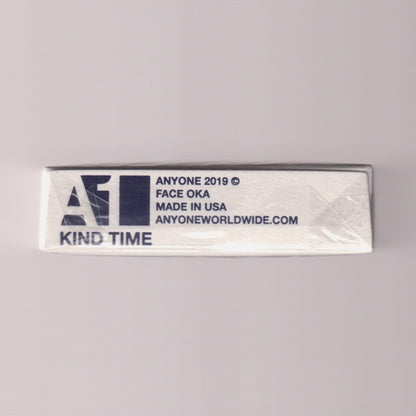 A1
ANYONE 2019 ©
FACE OKA
MADE IN USA
ANYONEWORLDWIDE.COM
KIND TIME